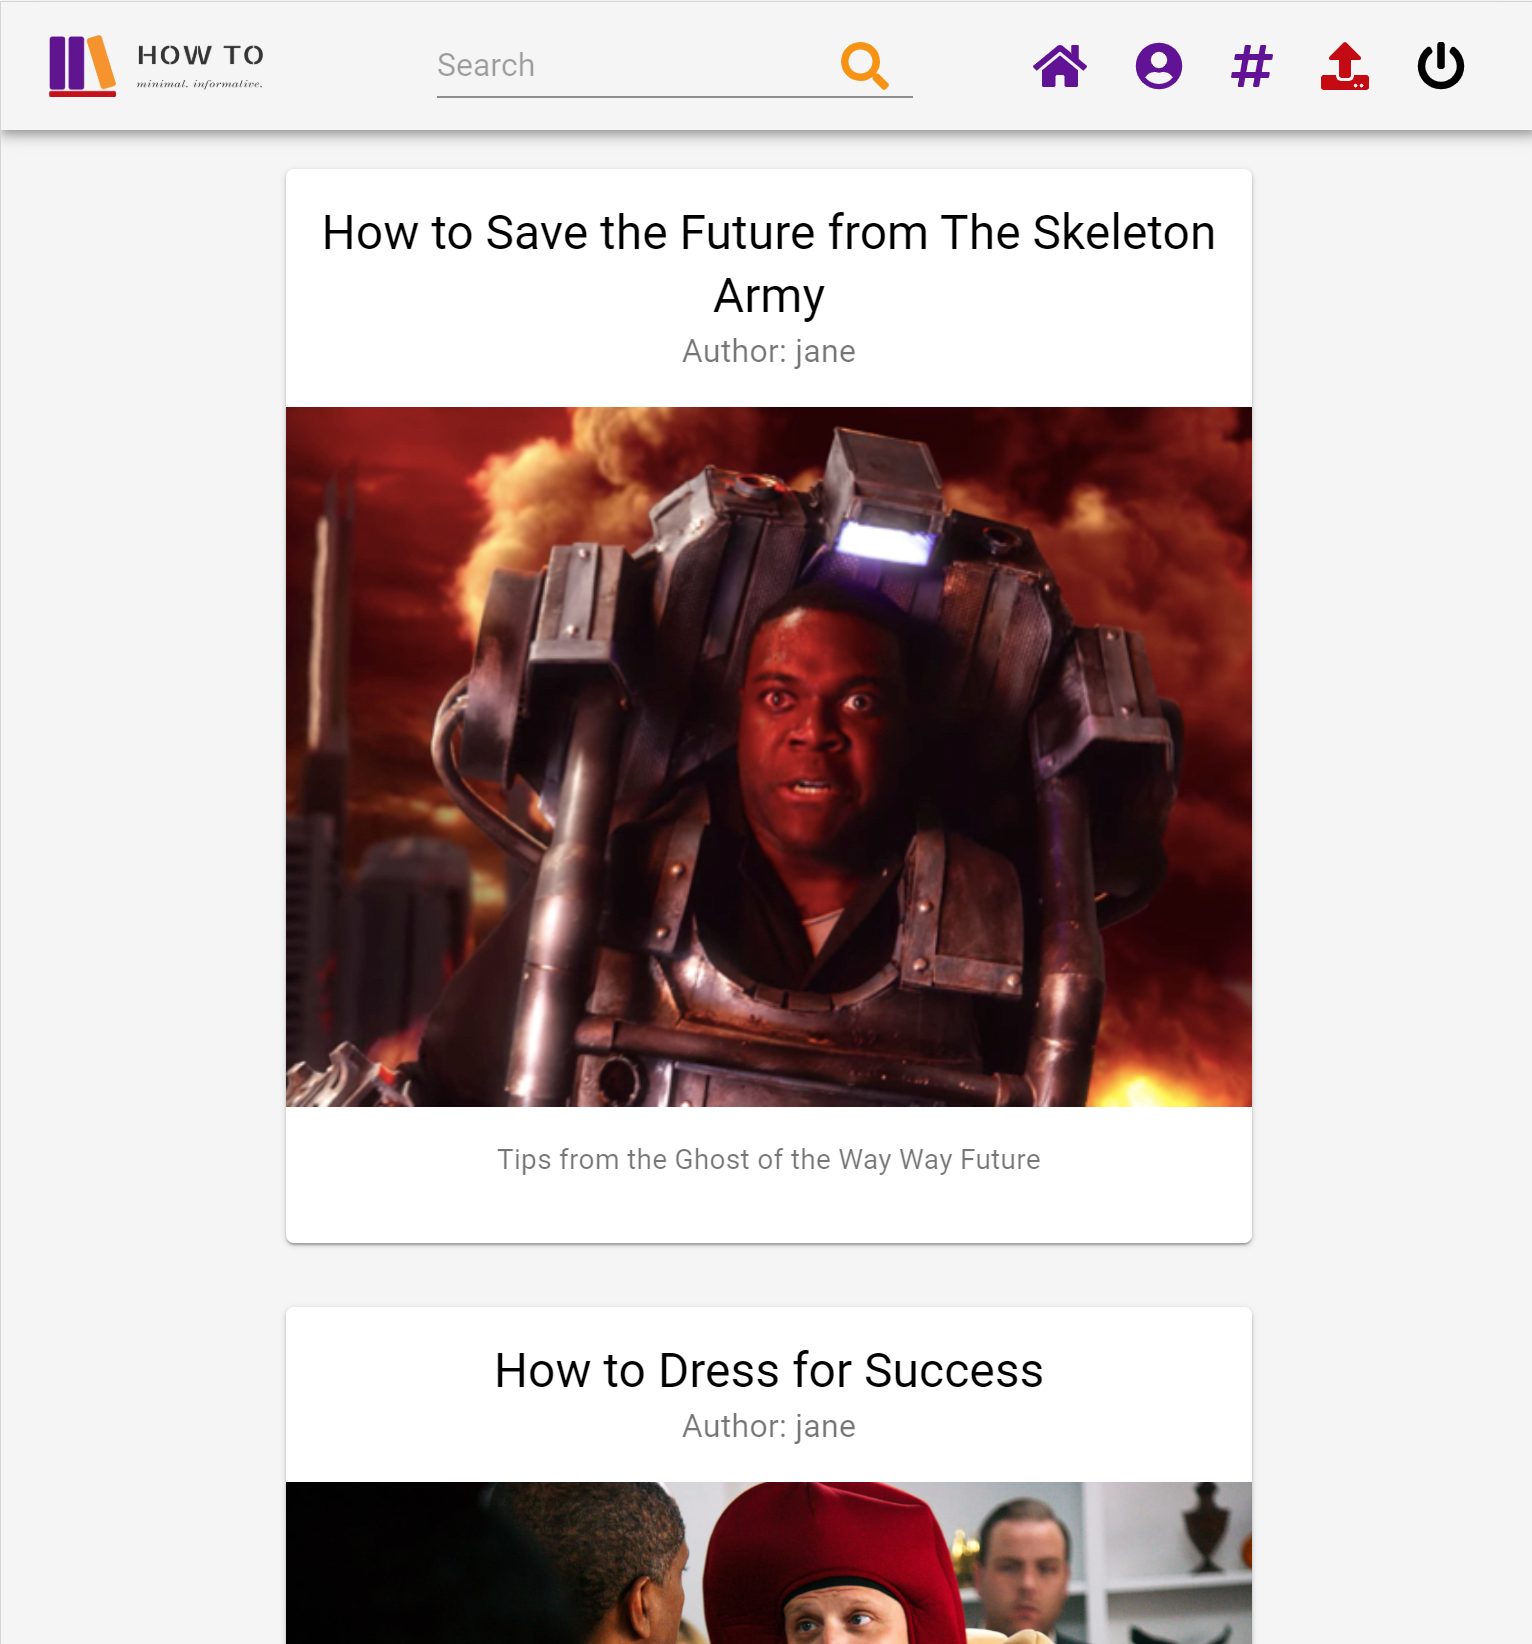 HOW TO
minimal. informative.
Search
How to Save the Future from The Skeleton
Army
Author: jane
Tips from the Ghost of the Way Way Future
How to Dress for Success
Author: jane